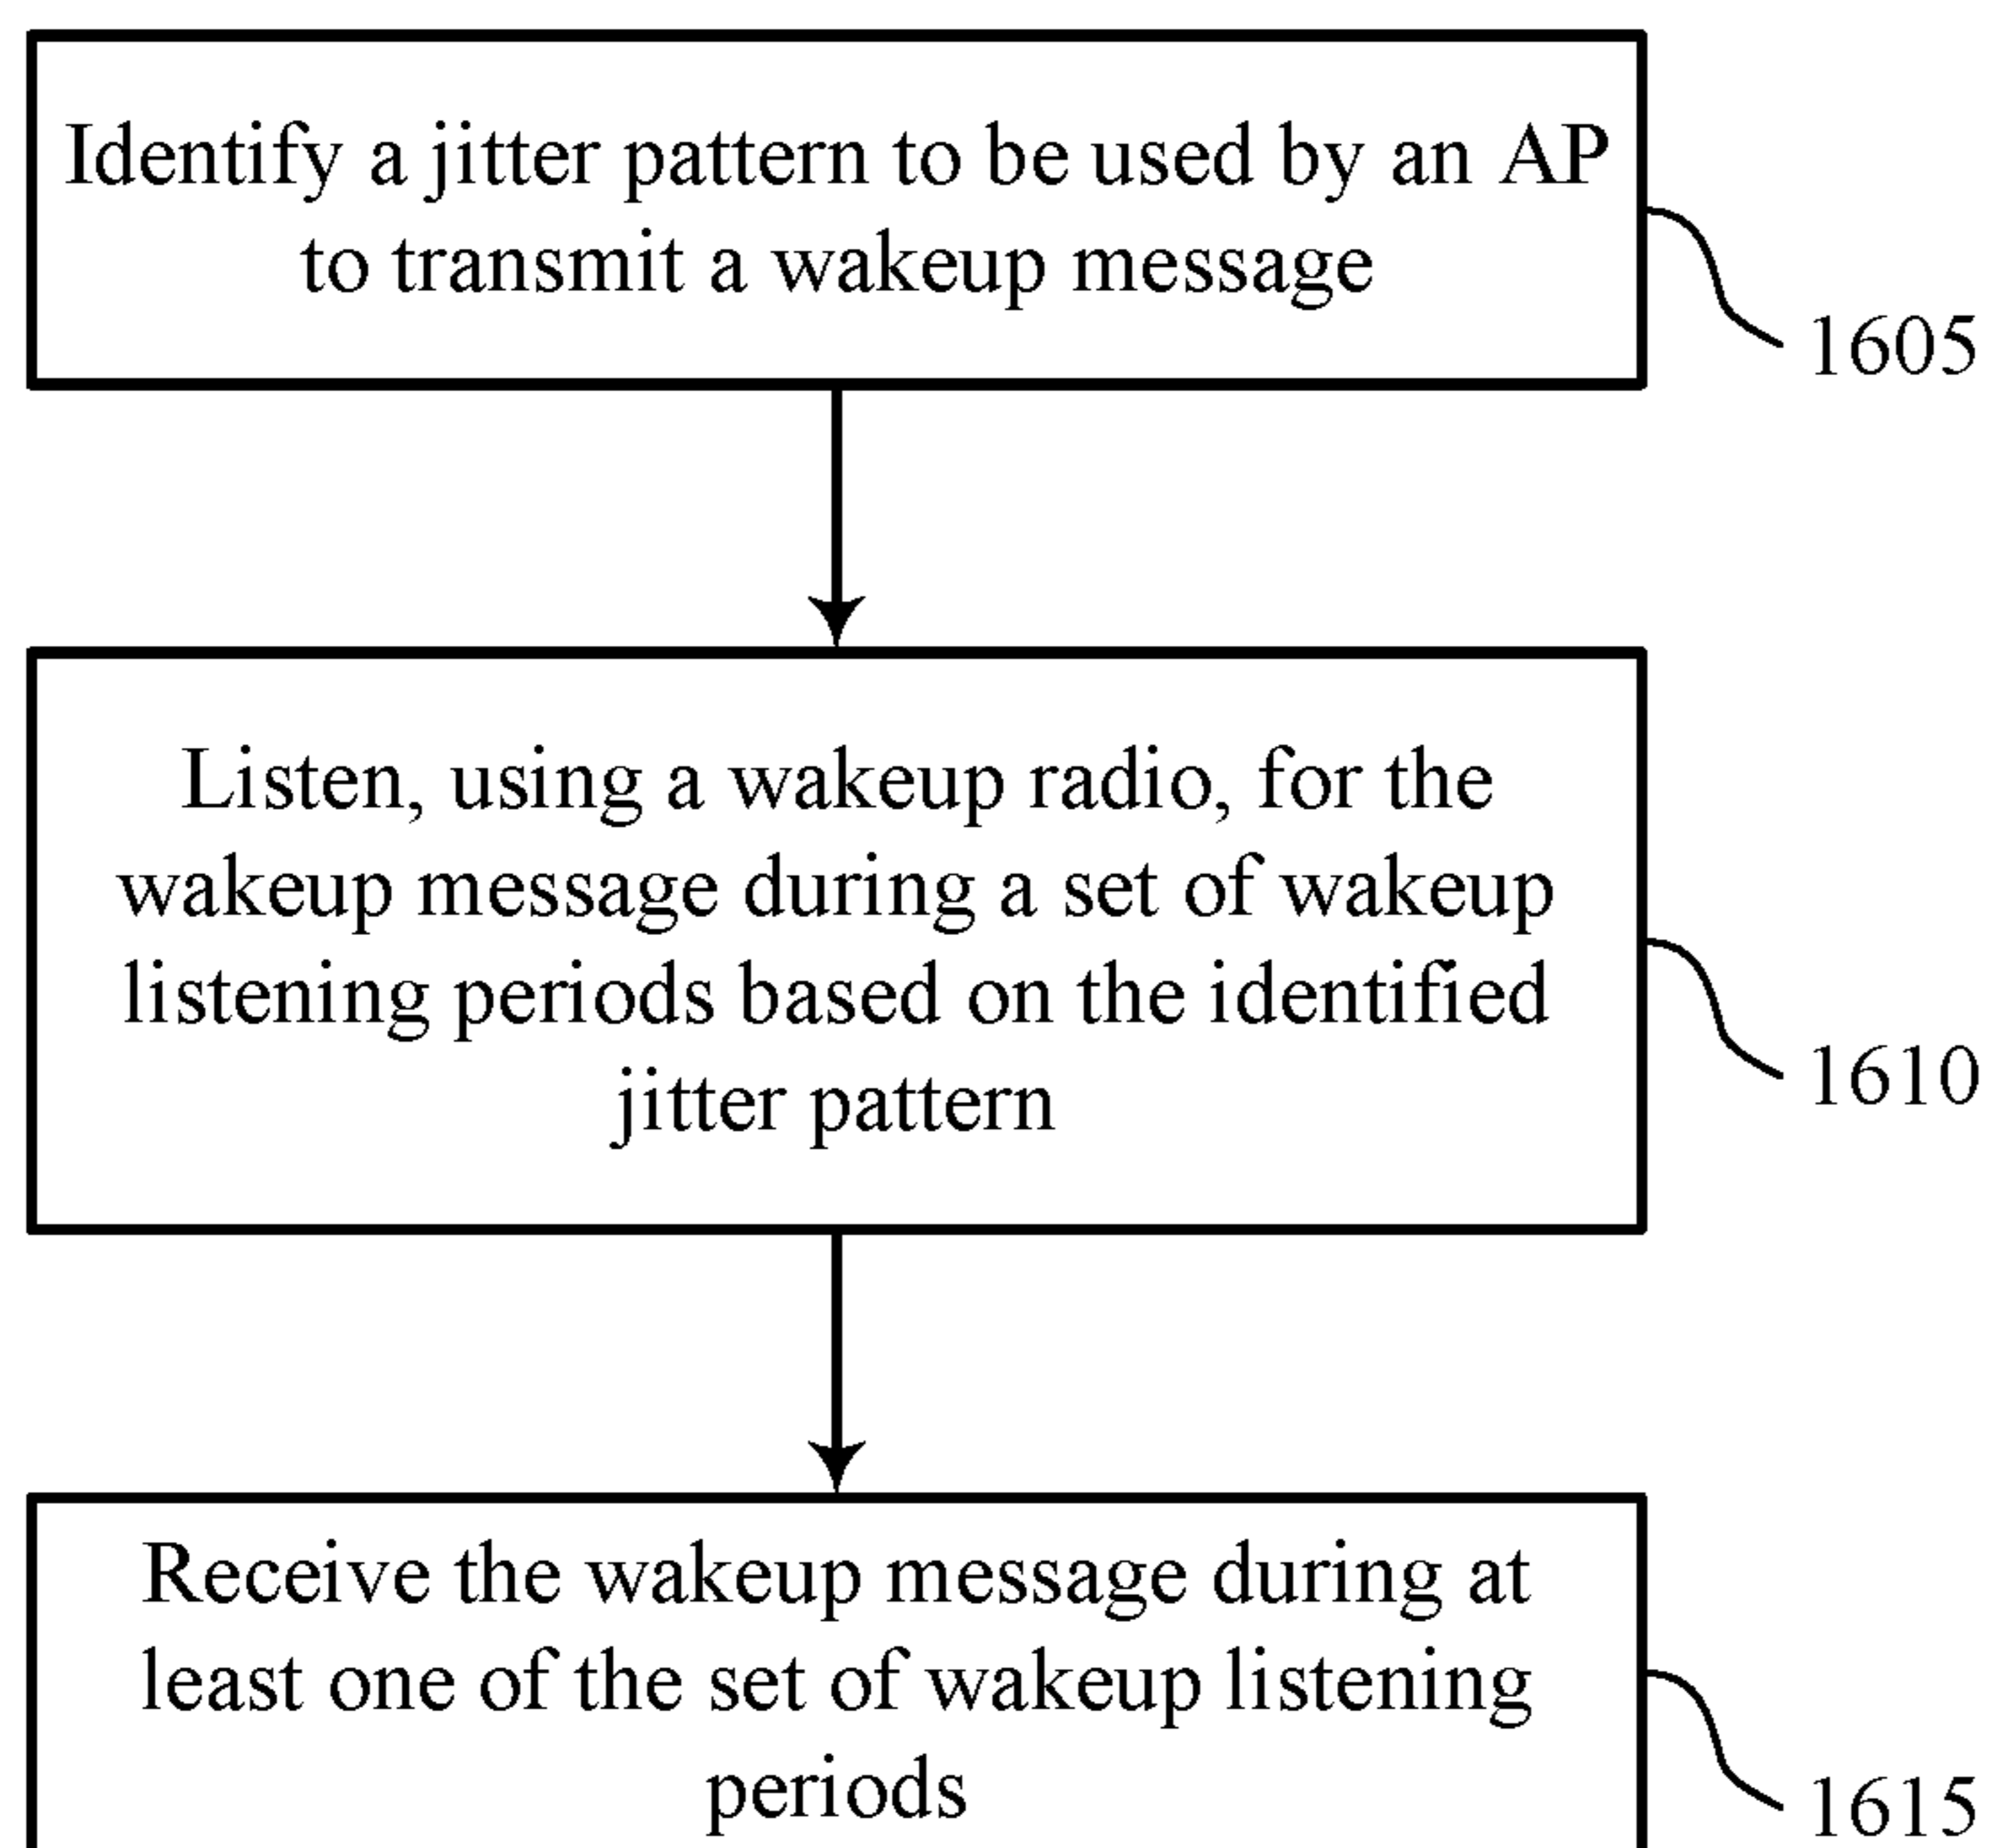 Identify a jitter pattern to be used by an AP
to transmit a wakeup message
1605
Listen, using a wakeup radio, for the
wakeup message during a set of wakeup
listening periods based on the identified
jitter pattern
1610
Receive the wakeup message during at
least one of the set of wakeup listening
periods
1615